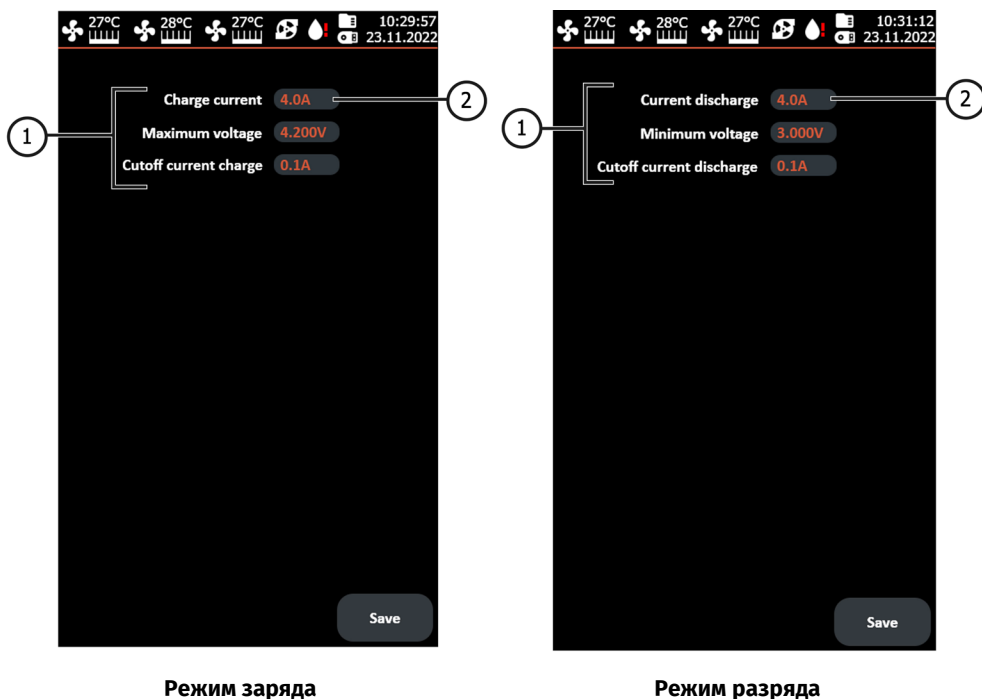 27°C 28°C 27°C 10:29:57
23.11.2022
Charge current 4.0A
Maximum voltage 4.200V
Cutoff current charge 0.1A
1
2
Save
Режим заряда
27°C 28°C 27°C 10:31:12
23.11.2022
Current discharge 4.0A
Minimum voltage 3.000V
Cutoff current discharge 0.1A
1
2
Save
Режим разряда